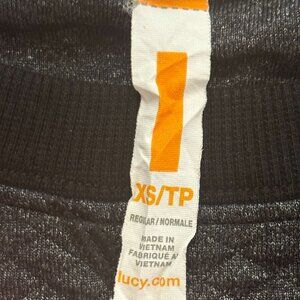 XS/TP
REGULAR/NORMALE
MADE IN
VIETNAM
FABRIQUÉ AU
VIETNAM
lucy.com